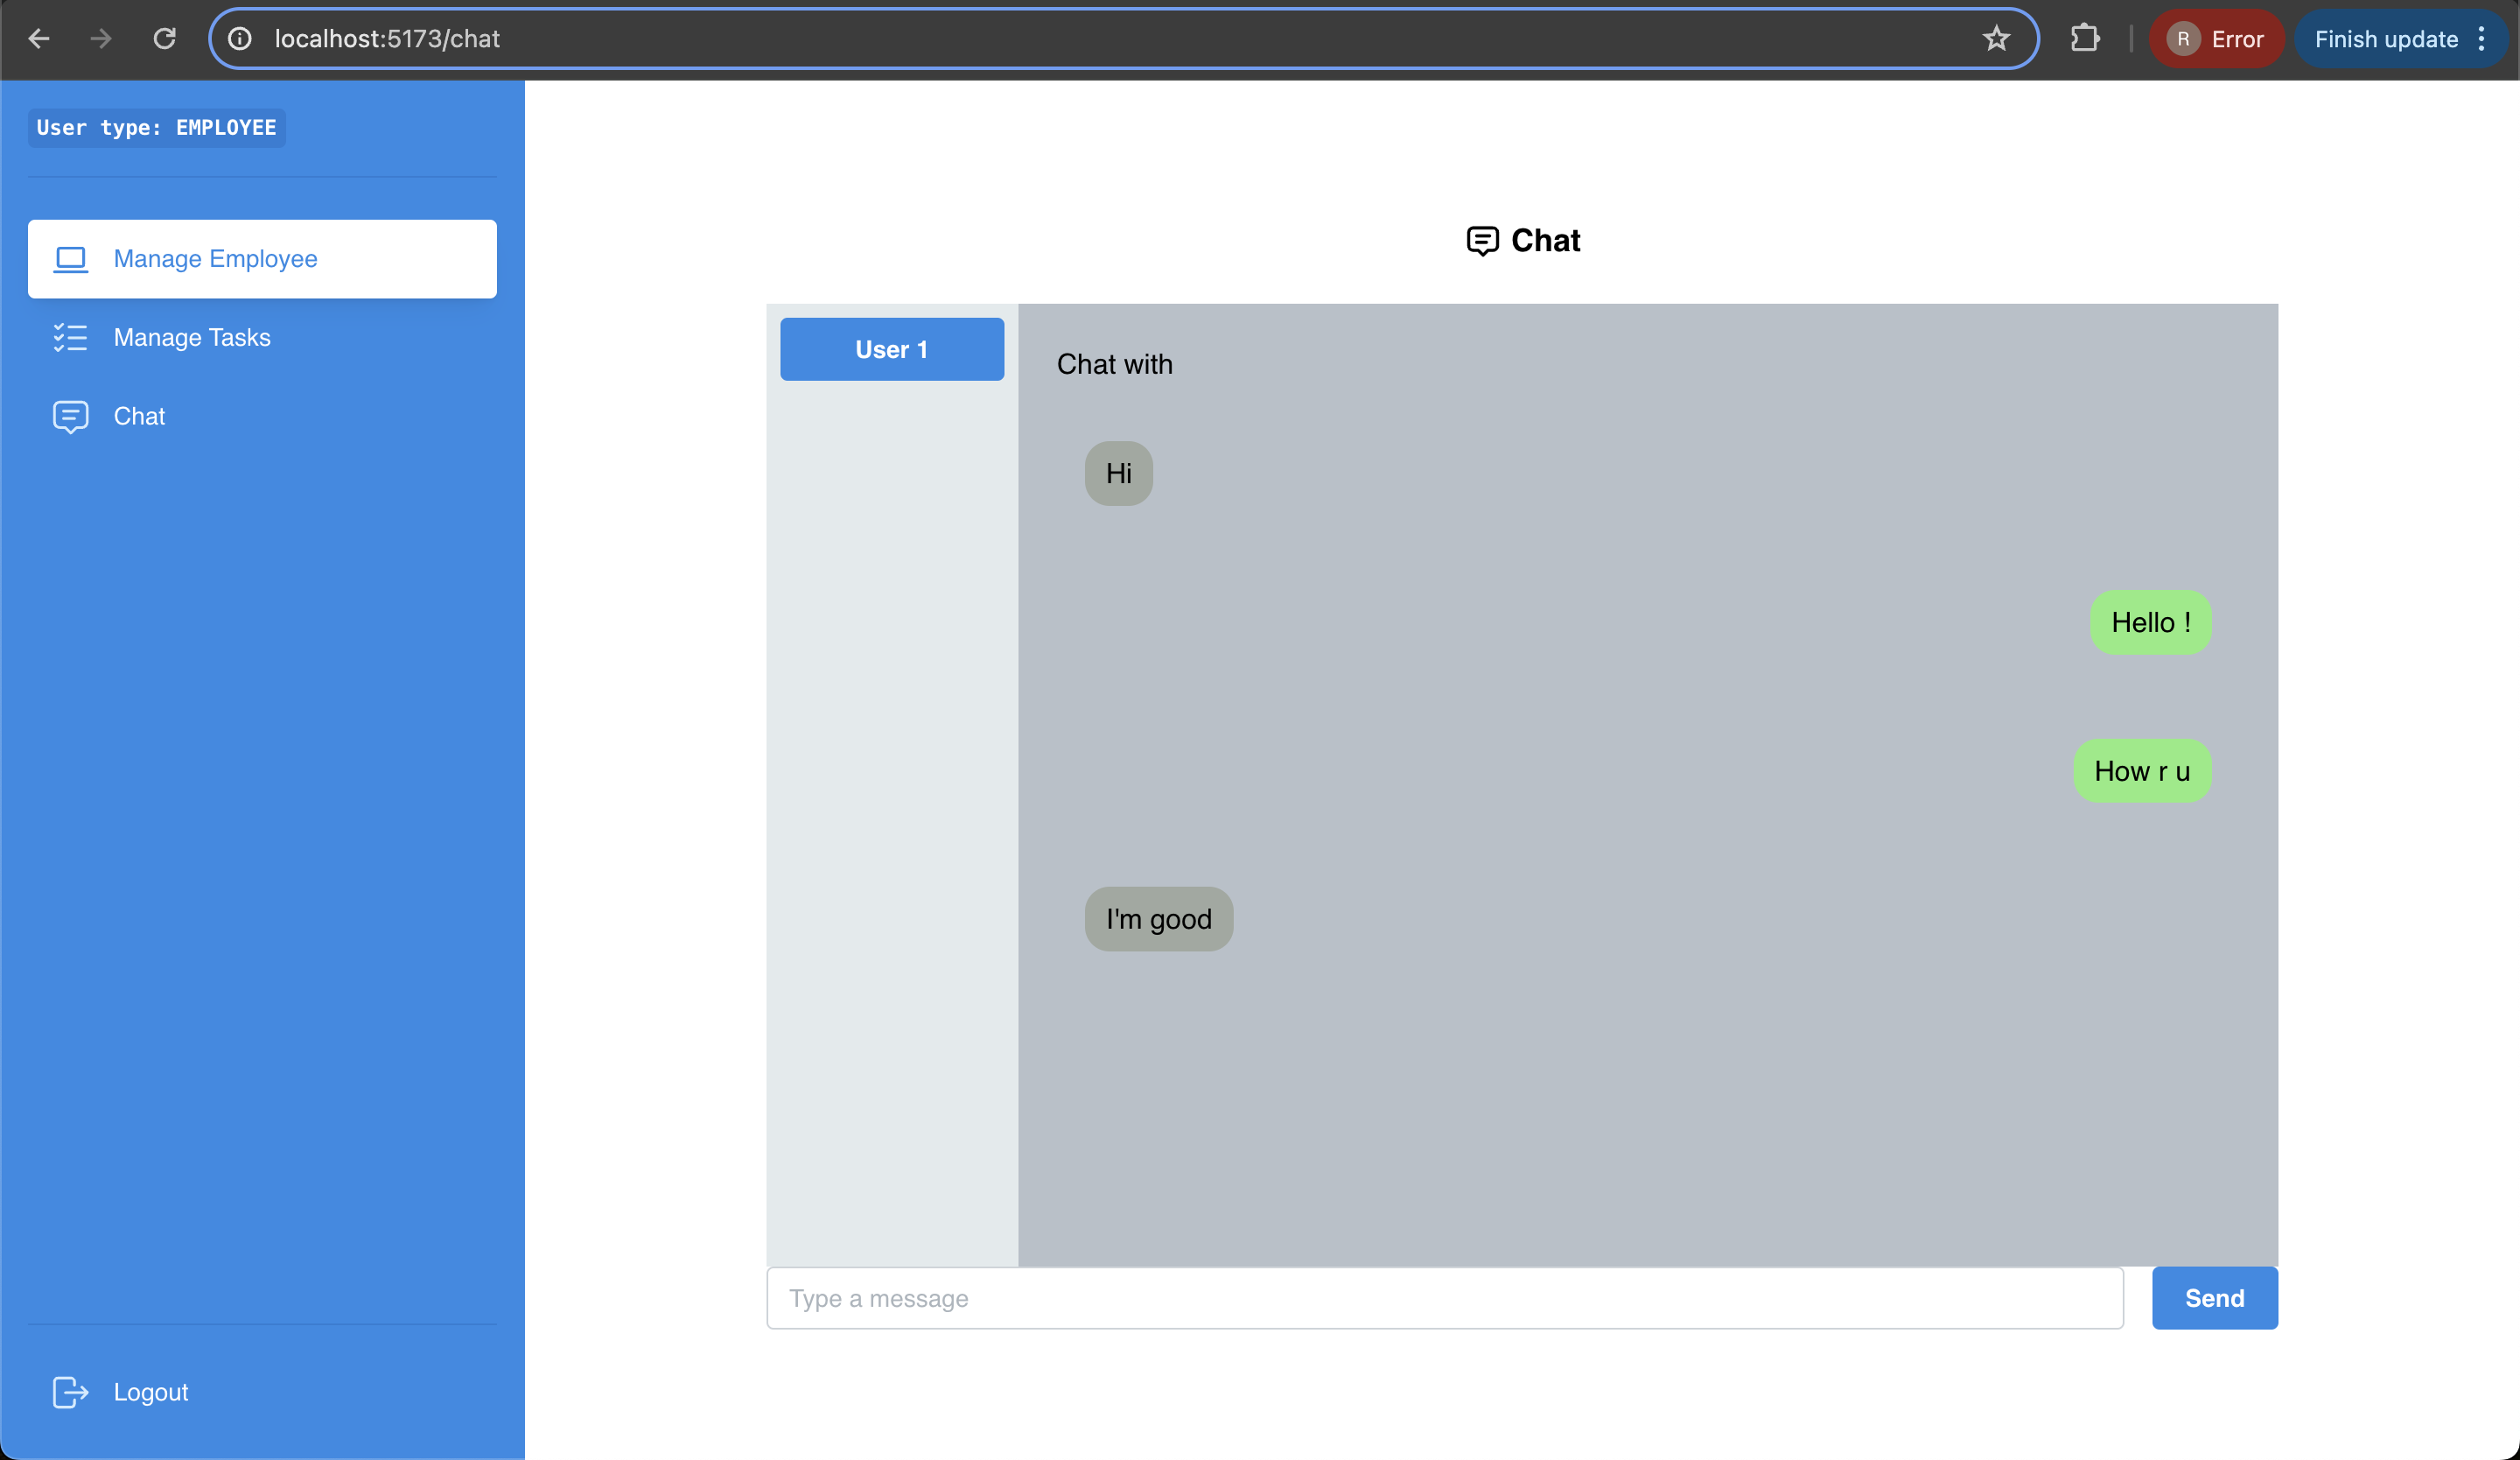 localhost:5173/chat
R Error
Finish update
User type: EMPLOYEE
Manage Employee
Manage Tasks
Chat
Logout
Chat
User 1
Chat with
Hi
Hello !
How r u
I'm good
Type a message
Send